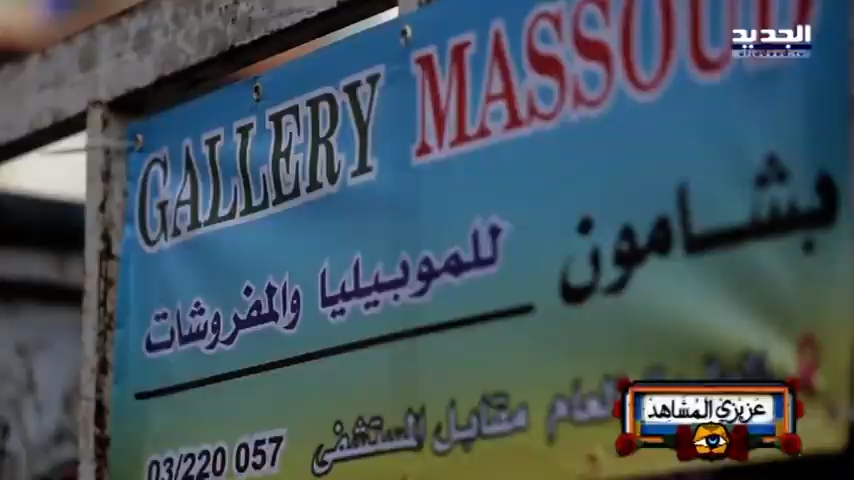 الجديد
GALLERY MASSOUD
بشامون
للموبيليا والمفروشات
العام مقابل المستشفى
03/220 057
عزيزي المشاهد